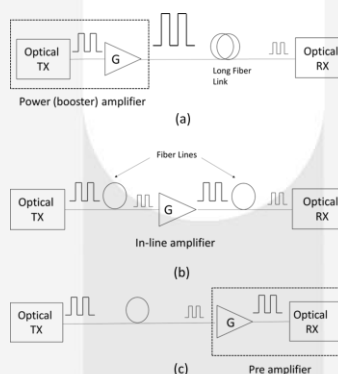 Optical
TX
G
Optical
RX
Long Fiber
Link
Power (booster) amplifier
(a)
Fiber Lines
Optical
TX
G
Optical
RX
In-line amplifier
(b)
Optical
TX
G
Optical
RX
(c)
Pre amplifier